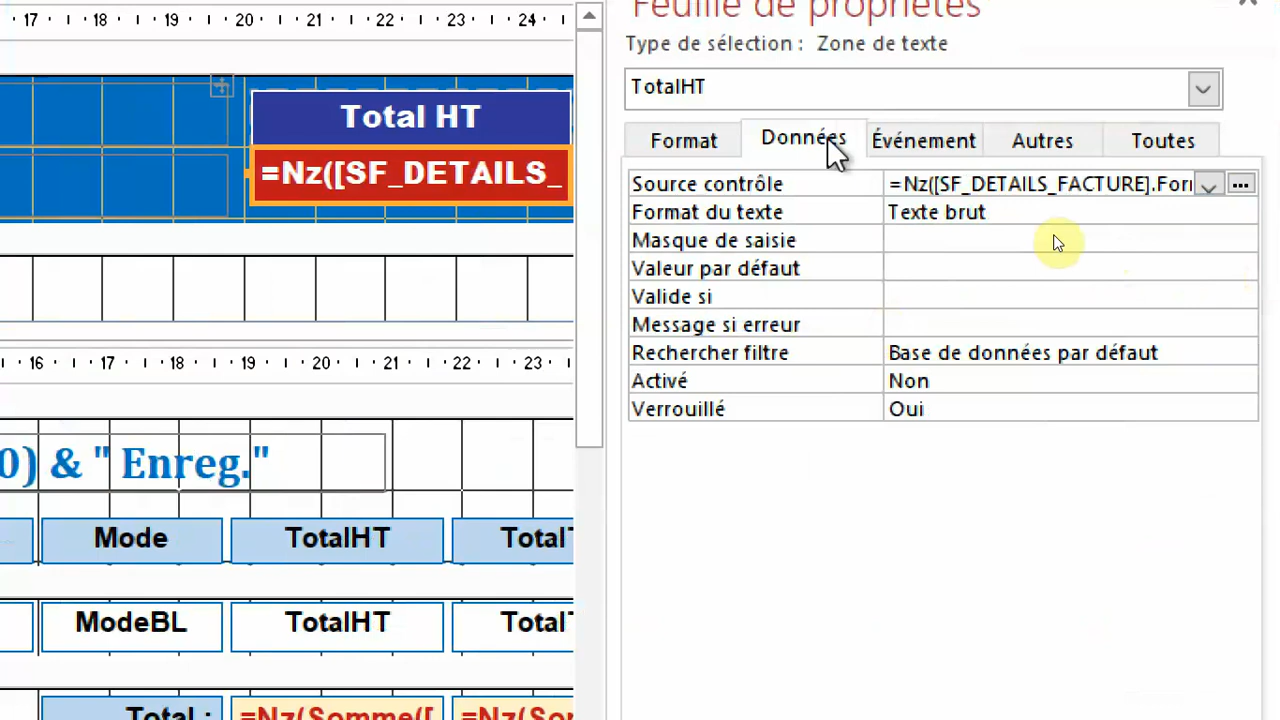 Feuille de propriétés
17 18 19 20 21 22 23 24
Type de sélection : Zone de texte
TotalHT
Total HT
=Nz([SF_DETAILS_
Format Données Événement Autres Toutes
Source contrôle =Nz([SF_DETAILS_FACTURE].For
Format du texte Texte brut
Masque de saisie
Valeur par défaut
Valide si
Message si erreur
Rechercher filtre Base de données par défaut
Activé Non
Verrouillé Oui
16 17 18 19 20 21 22 23
0) & " Enreg."
Mode TotalHT Total
ModeBL TotalHT Total
Total : =Nz(Somme([ =Nz(So